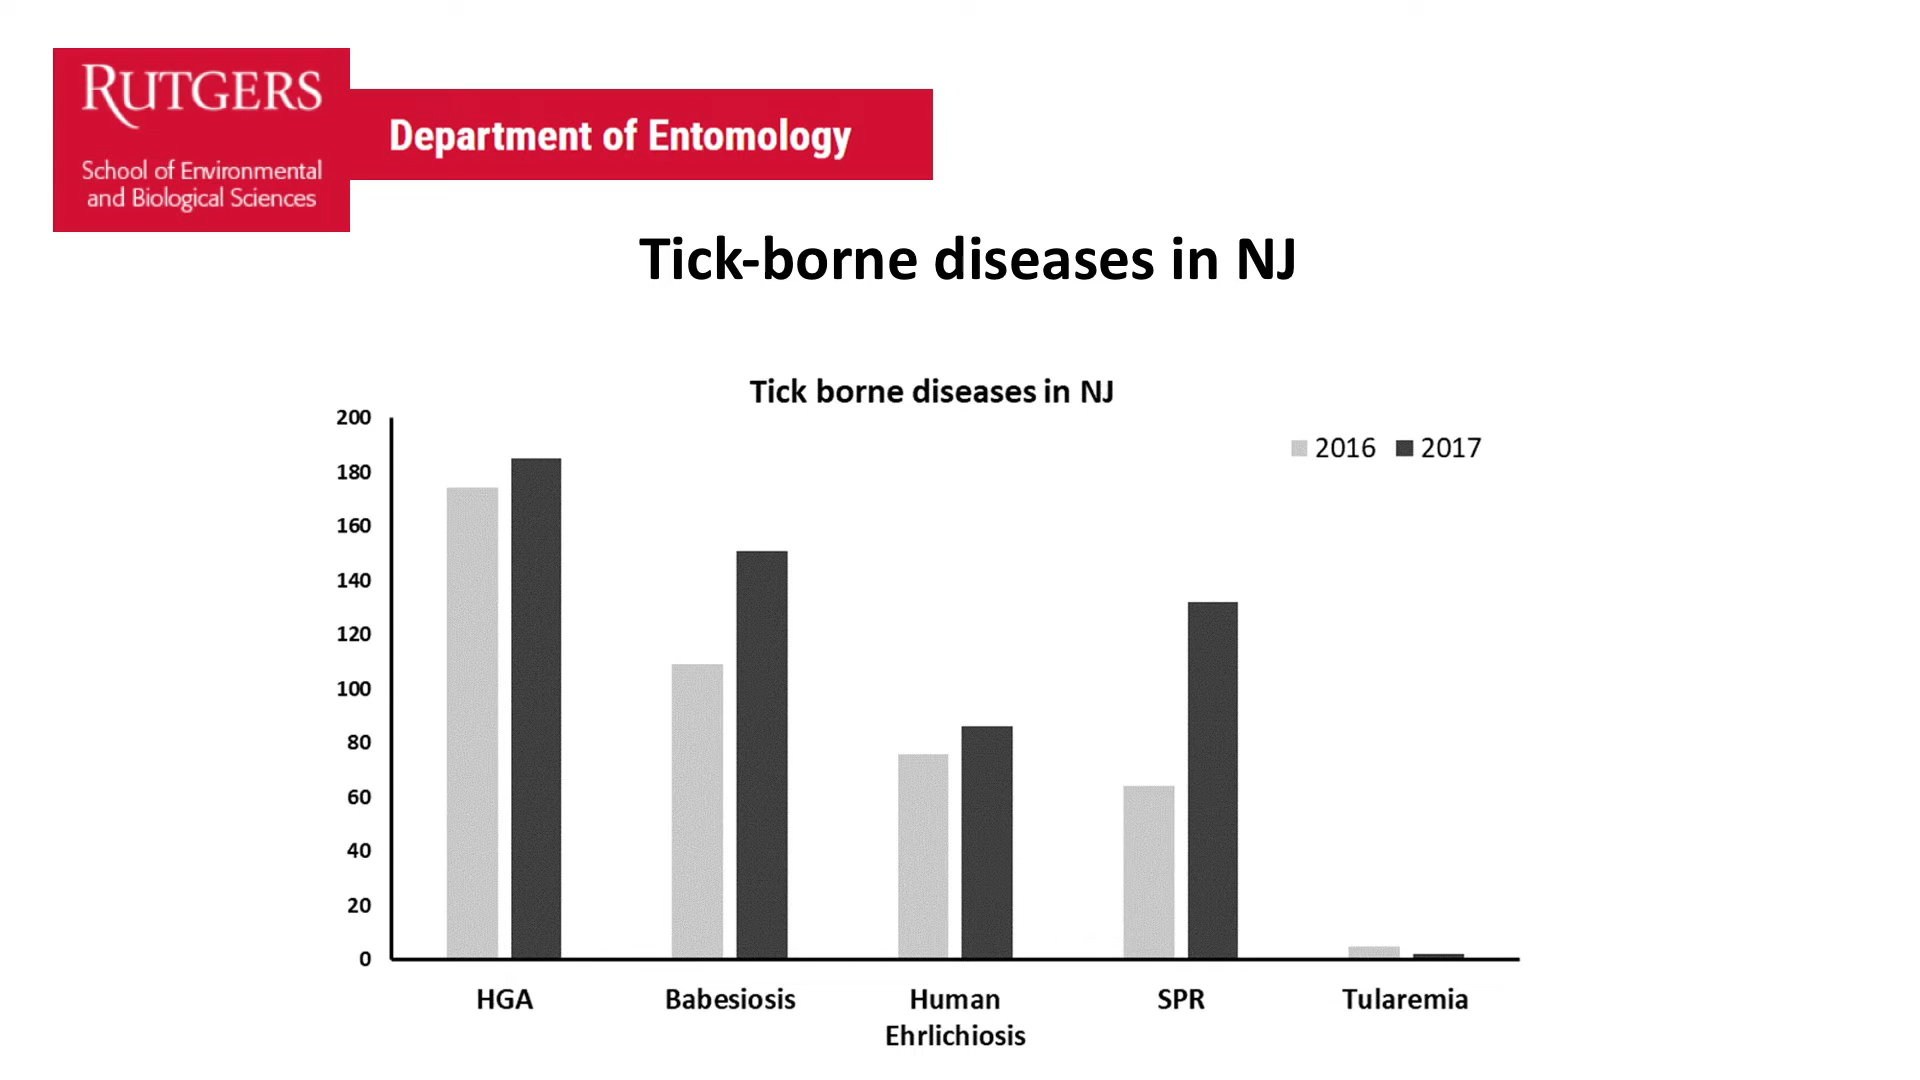 RUTGERS
School of Environmental
and Biological Sciences
Department of Entomology
Tick-borne diseases in NJ
Tick borne diseases in NJ
2016 2017
200
180
160
140
120
100
80
60
40
20
0
HGA Babesiosis Human SPR Tularemia
Ehrlichiosis